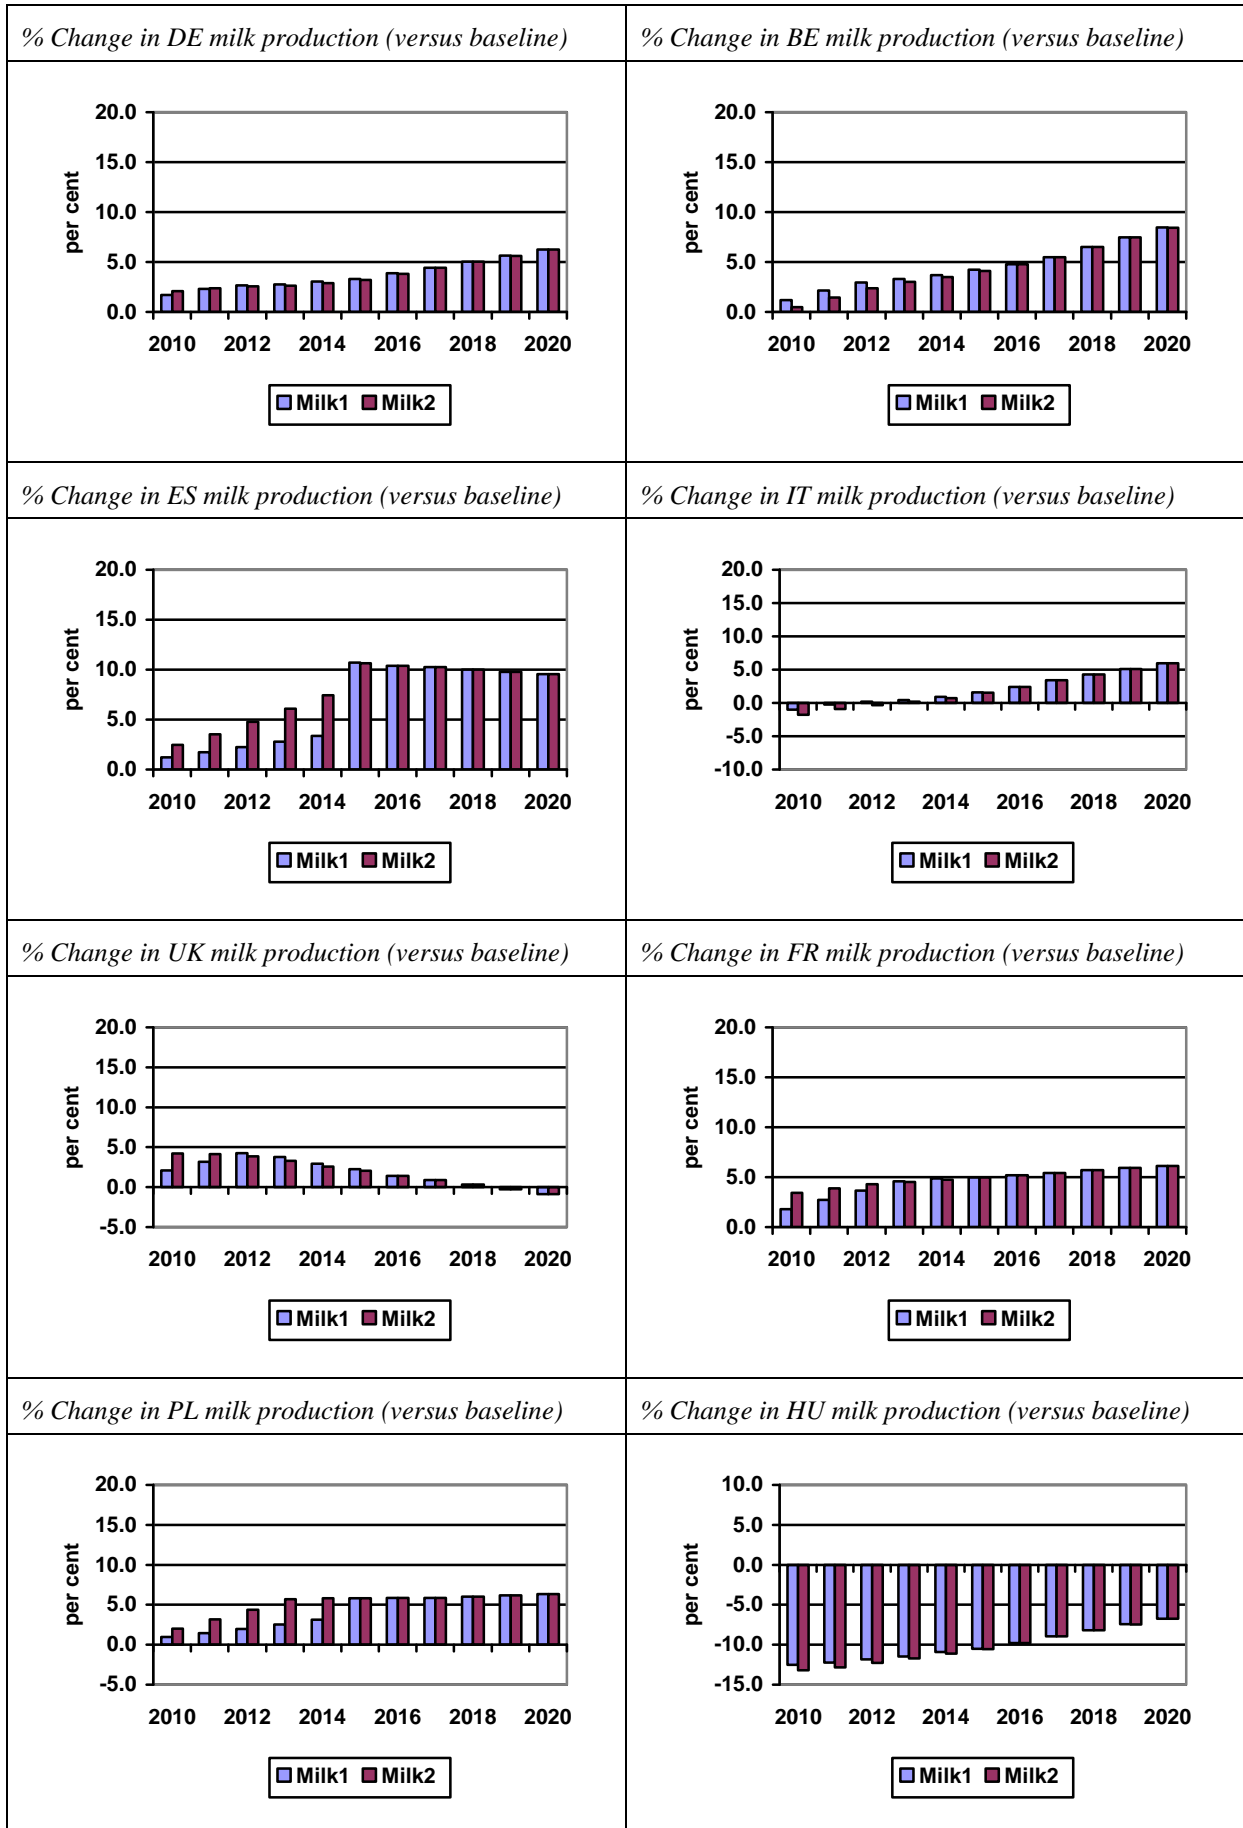 % Change in DE milk production (versus baseline)
20.0
15.0
10.0
5.0
0.0
per cent
2010 2012 2014 2016 2018 2020
Milk1 Milk2
% Change in BE milk production (versus baseline)
20.0
15.0
10.0
5.0
0.0
per cent
2010 2012 2014 2016 2018 2020
Milk1 Milk2
% Change in ES milk production (versus baseline)
20.0
15.0
10.0
5.0
0.0
per cent
2010 2012 2014 2016 2018 2020
Milk1 Milk2
% Change in IT milk production (versus baseline)
20.0
15.0
10.0
5.0
0.0
-5.0
-10.0
per cent
2010 2012 2014 2016 2018 2020
Milk1 Milk2
% Change in UK milk production (versus baseline)
20.0
15.0
10.0
5.0
0.0
-5.0
per cent
2010 2012 2014 2016 2018 2020
Milk1 Milk2
% Change in FR milk production (versus baseline)
20.0
15.0
10.0
5.0
0.0
per cent
2010 2012 2014 2016 2018 2020
Milk1 Milk2
% Change in PL milk production (versus baseline)
20.0
15.0
10.0
5.0
0.0
-5.0
per cent
2010 2012 2014 2016 2018 2020
Milk1 Milk2
% Change in HU milk production (versus baseline)
10.0
5.0
0.0
-5.0
-10.0
-15.0
per cent
2010 2012 2014 2016 2018 2020
Milk1 Milk2